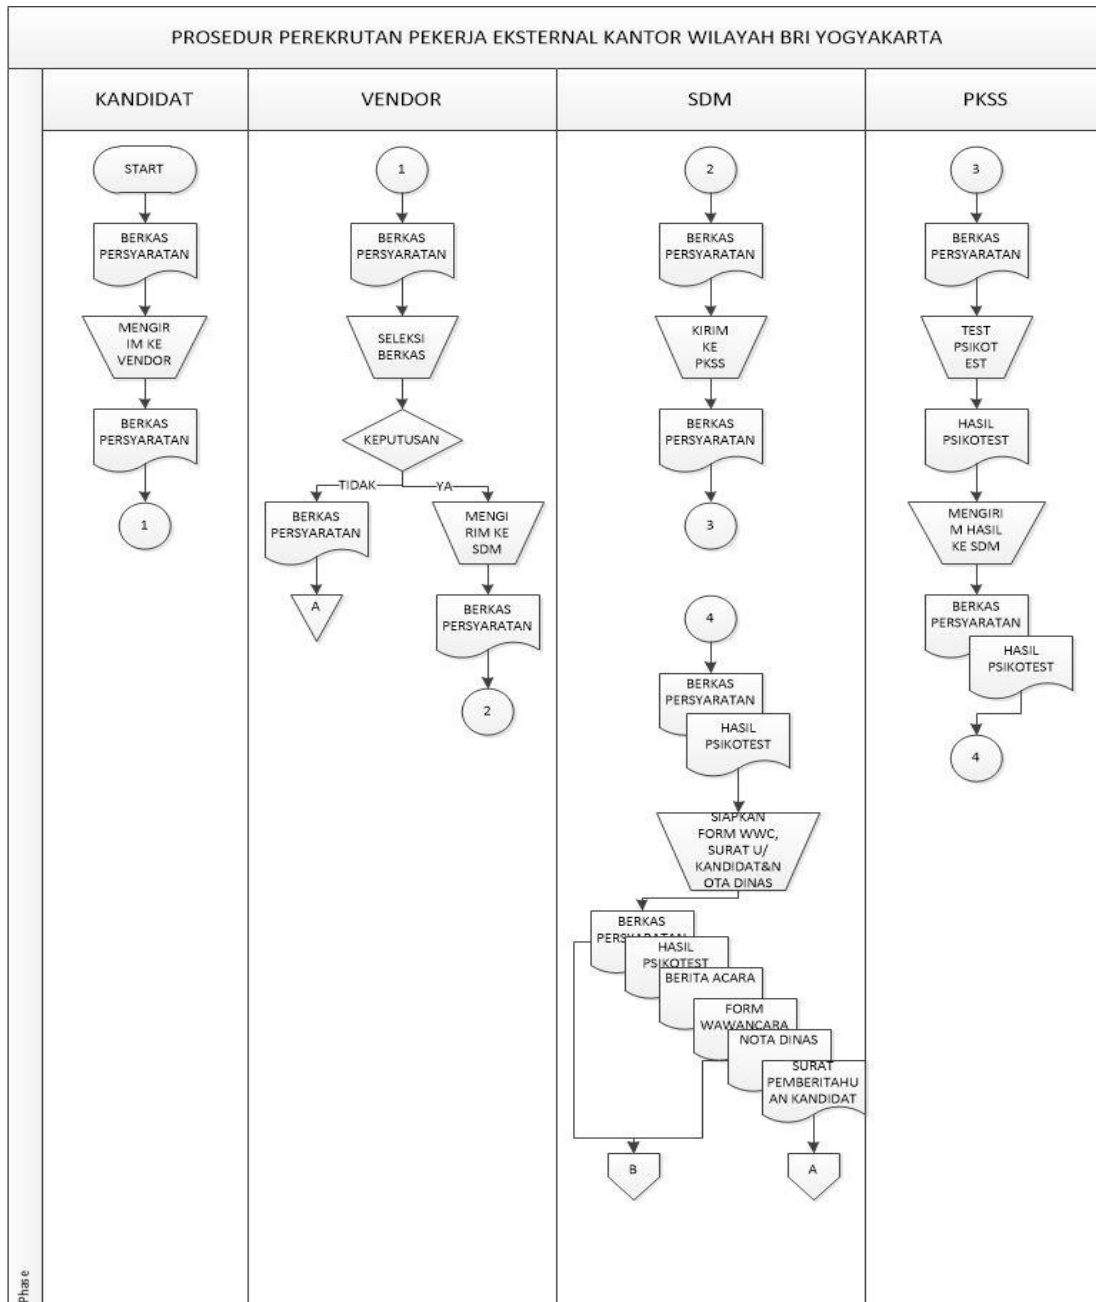 PROSEDUR PEREKRUTAN PEKERJA EKSTERNAL KANTOR WILAYAH BRI YOGYAKARTA
KANDIDAT
START
BERKAS
PERSYARATAN
MENGIR
IM KE
VENDOR
BERKAS
PERSYARATAN
1
VENDOR
1
BERKAS
PERSYARATAN
SELEKSI
BERKAS
KEPUTUSAN
TIDAK
YA
BERKAS
PERSYARATAN
A
MENGI
RIM KE
SDM
BERKAS
PERSYARATAN
2
SDM
2
BERKAS
PERSYARATAN
KIRIM
KE
PKSS
BERKAS
PERSYARATAN
3
4
BERKAS
PERSYARATAN
HASIL
PSIKOTEST
SIAPKAN
FORM WWC,
SURAT U/
KANDIDAT&N
OTA DINAS
BERKAS
PERSYARATAN
HASIL
PSIKOTEST
BERITA ACARA
FORM
WAWANCARA
NOTA DINAS
SURAT
PEMBERITAHU
AN KANDIDAT
B
A
PKSS
3
BERKAS
PERSYARATAN
TEST
PSIKOT
EST
HASIL
PSIKOTEST
MENGIRI
M HASIL
KE SDM
BERKAS
PERSYARATAN
HASIL
PSIKOTEST
4
Phase